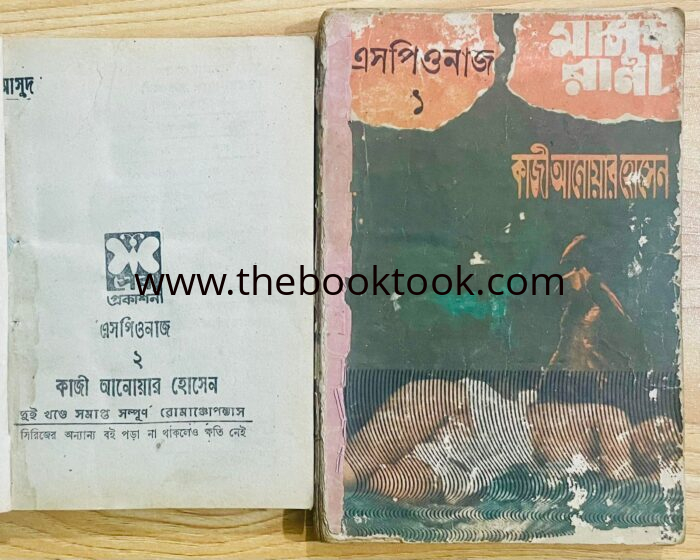 মাসুদ
সেবা
প্রকাশনী
এসপিওনাজ
২
কাজী আনোয়ার হোসেন
দুই খণ্ডে সমাপ্ত সম্পূর্ণ রোমাঞ্চোপন্যাস
সিরিজের অন্যান্য বই পড়া না থাকলেও ক্ষতি নেই
এসপিওনাজ
১
মাসুদ
রানা
কাজী আনোয়ার হোসেন
www.thebooktook.com